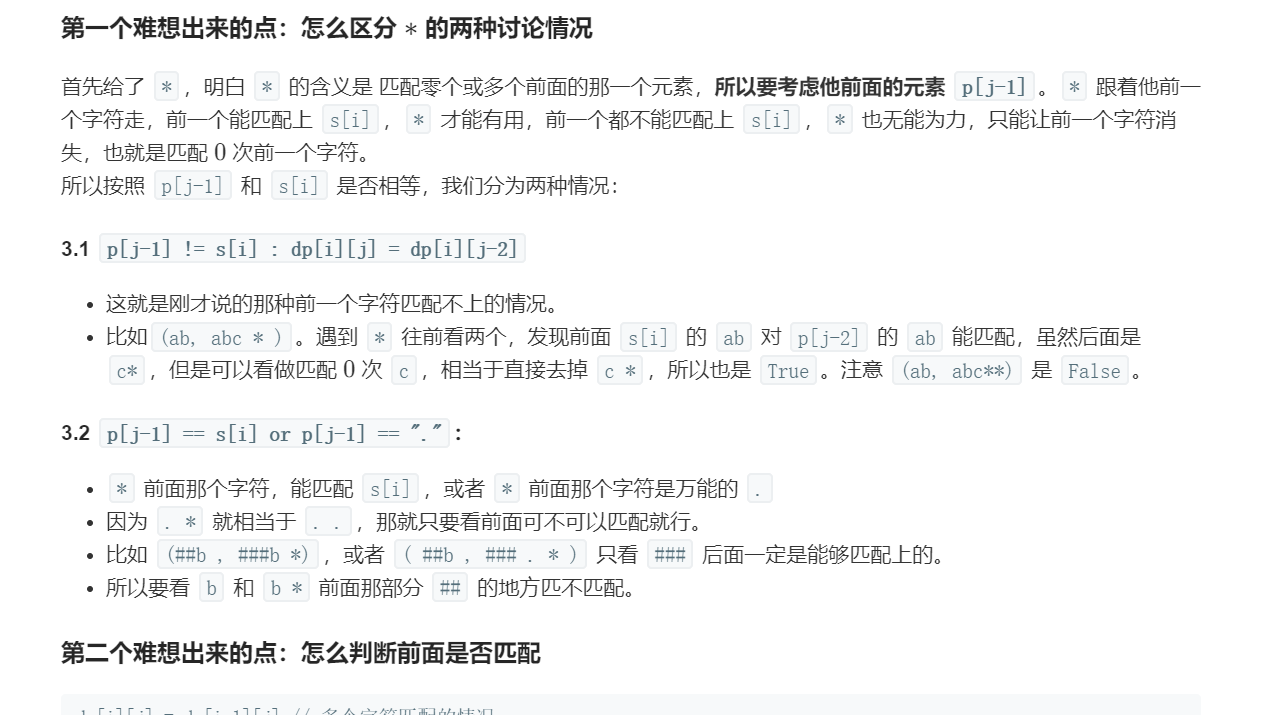 第一个难想出来的点：怎么区分 * 的两种讨论情况
首先给了 * ，明白 * 的含义是 匹配零个或多个前面的那一个元素，所以要考虑他前面的元素 p[j-1] 。 * 跟着他前一
个字符走，前一个能匹配上 s[i] ， * 才能有用，前一个都不能匹配上 s[i] ， * 也无能为力，只能让前一个字符消
失，也就是匹配 0 次前一个字符。
所以按照 p[j-1] 和 s[i] 是否相等，我们分为两种情况：
3.1 p[j-1] != s[i] : dp[i][j] = dp[i][j-2]
• 这就是刚才说的那种前一个字符匹配不上的情况。
• 比如 (ab, abc * ) 。遇到 * 往前看两个，发现前面 s[i] 的 ab 对 p[j-2] 的 ab 能匹配，虽然后面是
c* ，但是可以看做匹配 0 次 c ，相当于直接去掉 c * ，所以也是 True 。注意 (ab, abc**) 是 False 。
3.2 p[j-1] == s[i] or p[j-1] == "." ：
• * 前面那个字符，能匹配 s[i] ，或者 * 前面那个字符是万能的 .
• 因为 . * 就相当于 . . ，那就只要看前面可不可以匹配就行。
• 比如 (##b , ###b *) ，或者 ( ##b , ### . * ) 只看 ### 后面一定是能够匹配上的。
• 所以要看 b 和 b * 前面那部分 ## 的地方匹不匹配。
第二个难想出来的点：怎么判断前面是否匹配